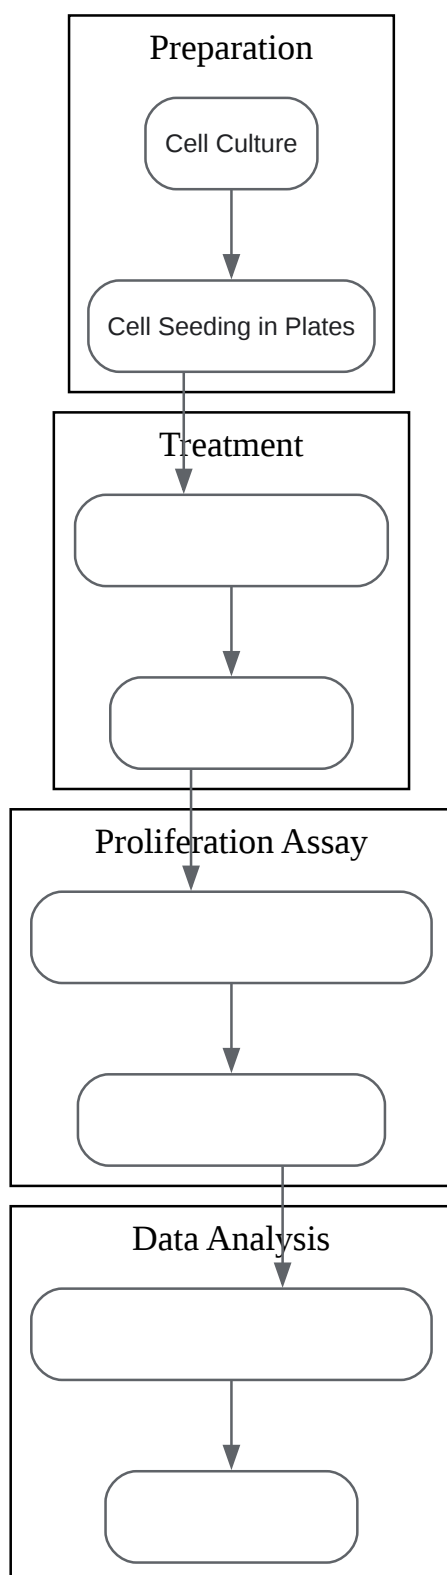 Preparation
Cell Culture
Cell Seeding in Plates
Treatment
Proliferation Assay
Data Analysis